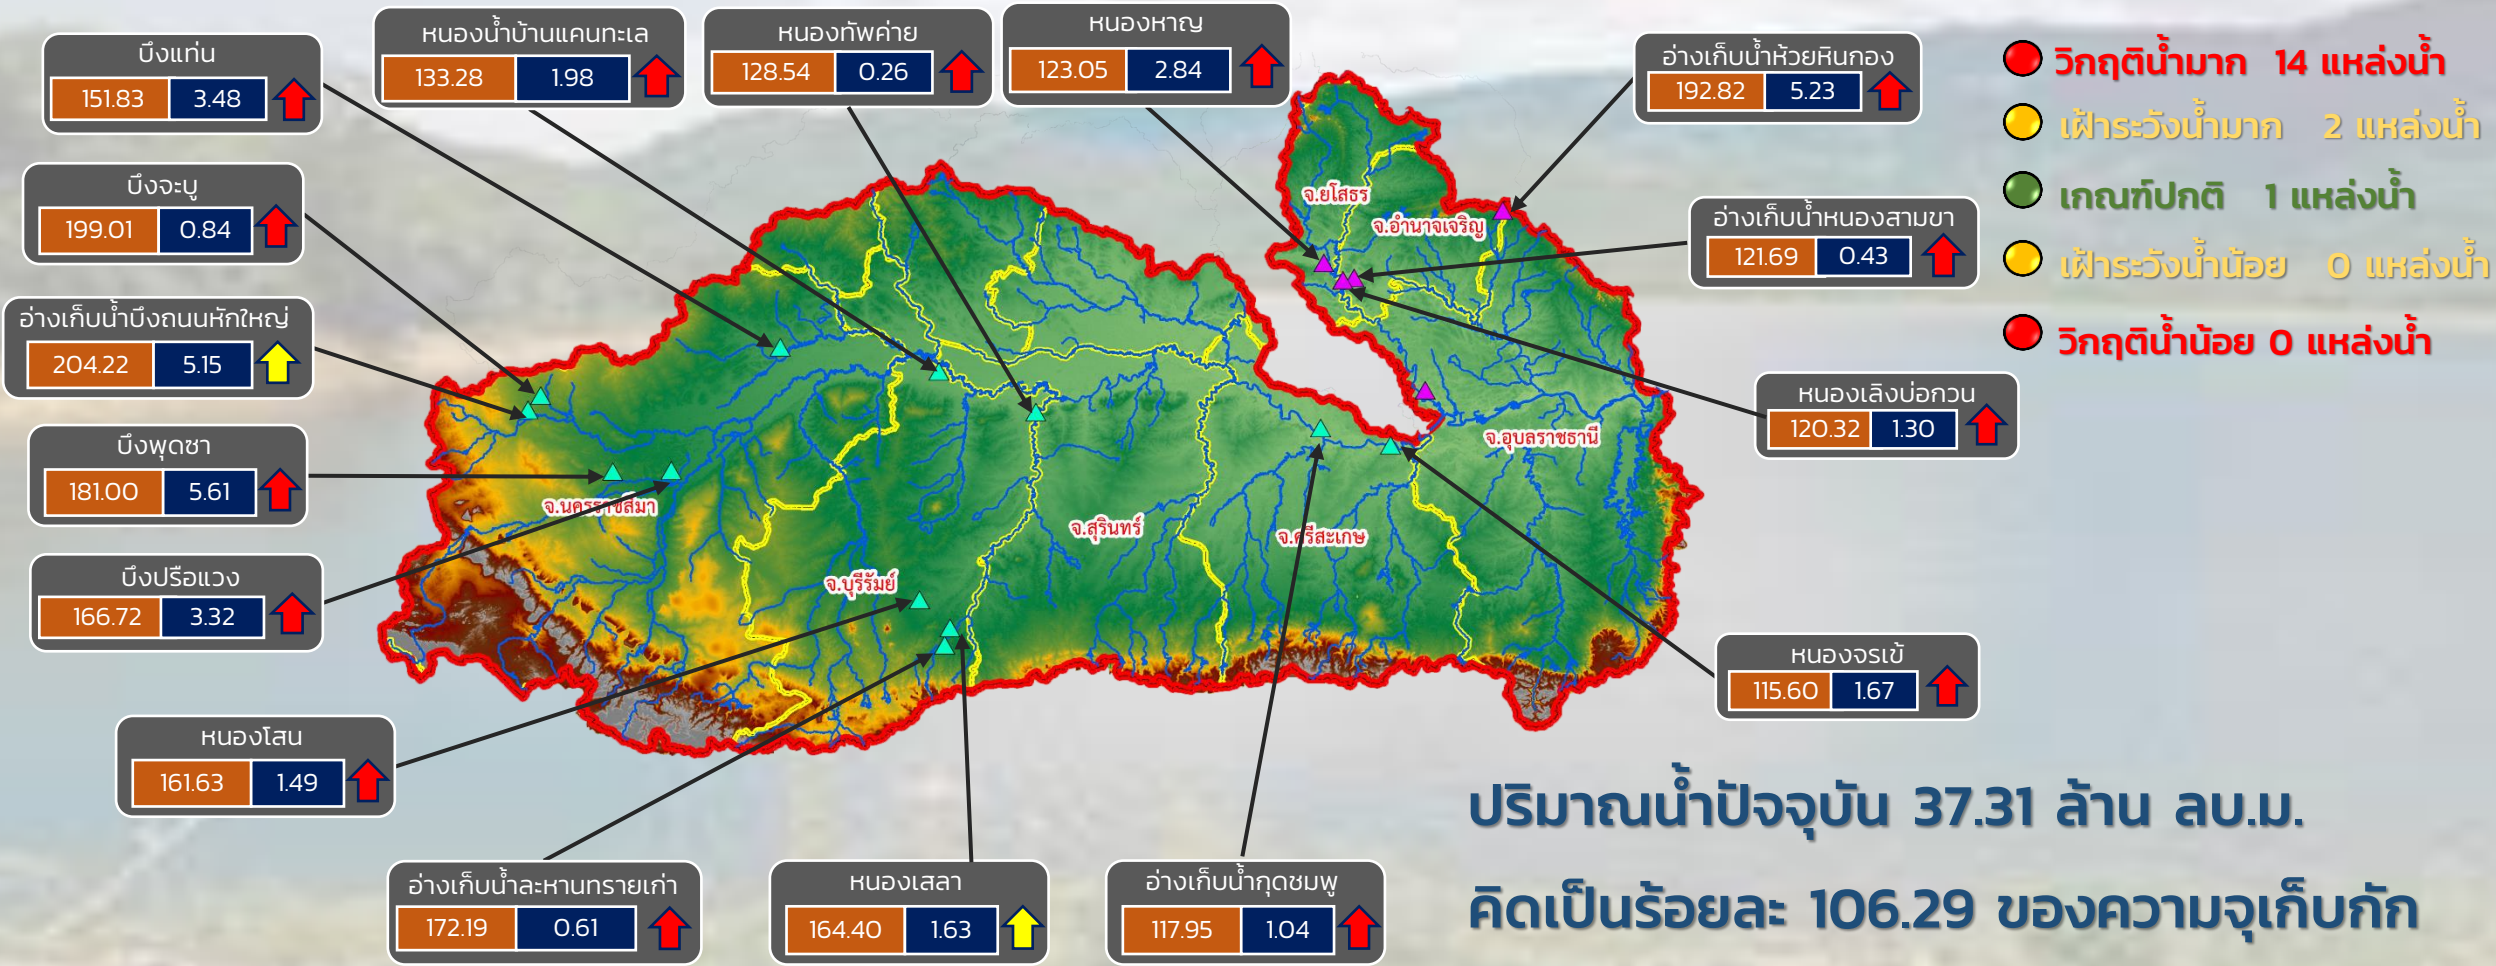 บึงแท่น
151.83 3.48
หนองน้ำบ้านแคนทะเล
133.28 1.98
หนองทัพค่าย
128.54 0.26
หนองหาญ
123.05 2.84
อ่างเก็บน้ำห้วยหินกอง
192.82 5.23
วิกฤติน้ำมาก 14 แหล่งน้ำ
เฝ้าระวังน้ำมาก 2 แหล่งน้ำ
เกณฑ์ปกติ 1 แหล่งน้ำ
เฝ้าระวังน้ำน้อย 0 แหล่งน้ำ
วิกฤติน้ำน้อย 0 แหล่งน้ำ
บึงจะบู
199.01 0.84
อ่างเก็บน้ำหนองสามขา
121.69 0.43
อ่างเก็บน้ำบึงถนนหักใหญ่
204.22 5.15
หนองเลิงบ่อกวน
120.32 1.30
บึงพุดซา
181.00 5.61
บึงปรือแวง
166.72 3.32
หนองจรเข้
115.60 1.67
หนองโสน
161.63 1.49
อ่างเก็บน้ำละหานทรายเก่า
172.19 0.61
หนองเสลา
164.40 1.63
อ่างเก็บน้ำกุดชมพู
117.95 1.04
จ.ยโสธร
จ.อำนาจเจริญ
จ.อุบลราชธานี
จ.นครราชสีมา
จ.สุรินทร์
จ.ศรีสะเกษ
จ.บุรีรัมย์
ปริมาณน้ำปัจจุบัน 37.31 ล้าน ลบ.ม.
คิดเป็นร้อยละ 106.29 ของความจุเก็บกัก